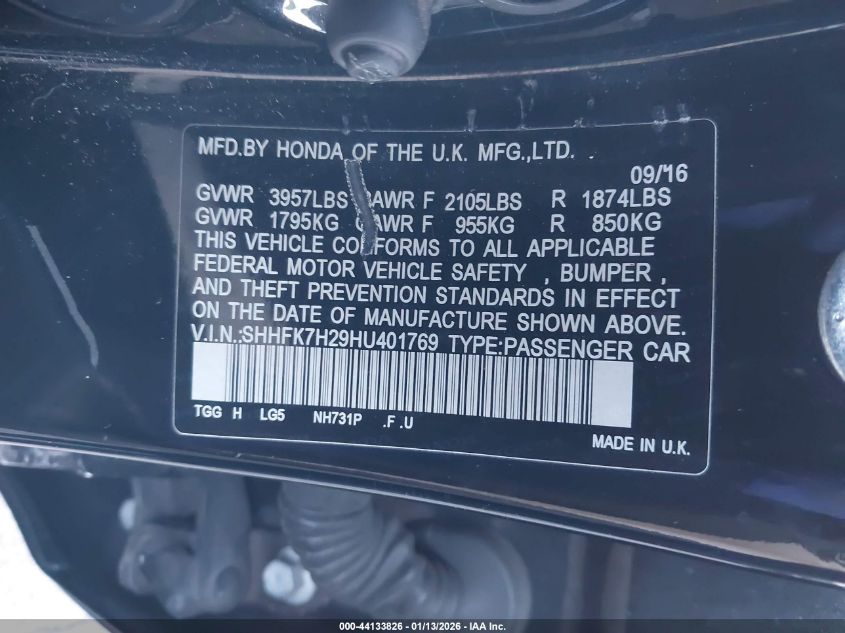 MFD.BY HONDA OF THE U.K. MFG.,LTD.
09/16
GVWR 3957LBS AWR F 2105LBS R 1874LBS
GVWR 1795KG AWR F 955KG R 850KG
THIS VEHICLE CONFORMS TO ALL APPLICABLE
FEDERAL MOTOR VEHICLE SAFETY , BUMPER ,
AND THEFT PREVENTION STANDARDS IN EFFECT
ON THE DATE OF MANUFACTURE SHOWN ABOVE.
V.I.N.:SHHFK7H29HU401769 TYPE:PASSENGER CAR
TGG H LG5 NH731P .F .U
MADE IN U.K.
000-44133826 - 01/13/2026 - IAA Inc.